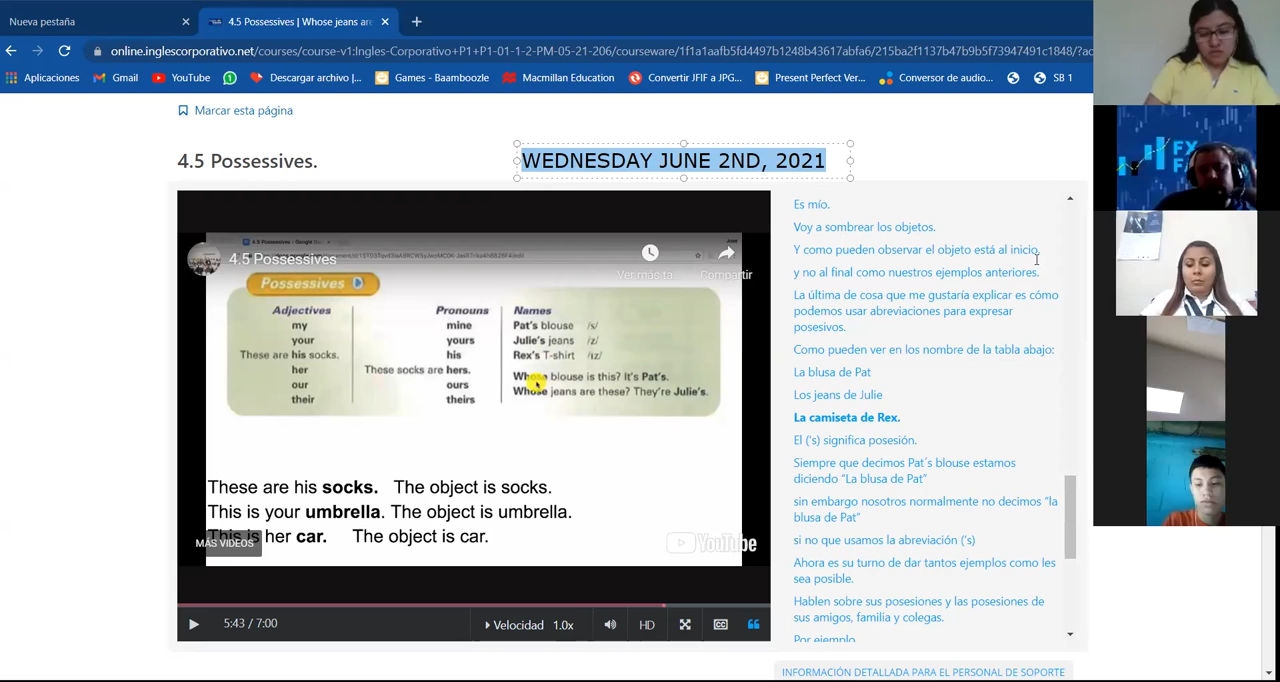 Nueva pestaña
4.5 Possessives | Whose jeans are
online.inglescorporativo.net/courses/course-v1:Ingles-Corporativo+P1+P1-01-1-2-PM-05-21-206/courseware/1f1a1aafb5fd4497b1248b43617abfa6/215ba2f1137b47b9b5f73947491c1848/?ac
Aplicaciones
Gmail
YouTube
Descargar archivo |...
Games - Baamboozle
Macmillan Education
Convertir JFIF a JPG...
Present Perfect Ver...
Conversor de audio...
SB 1
Marcar esta página
4.5 Possessives.
WEDNESDAY JUNE 2ND, 2021
4.5 Possessives
Ver más ta...
Compartir
Possessives
Adjectives
my
your
These are his socks.
her
our
their
Pronouns
mine
yours
his
These socks are hers.
ours
theirs
Names
Pat's blouse /s/
Julie's jeans /z/
Rex's T-shirt /ɪz/
Whose blouse is this? It's Pat's.
Whose jeans are these? They're Julie's.
These are his socks. The object is socks.
This is your umbrella. The object is umbrella.
This is her car. The object is car.
MÁS VÍDEOS
YouTube
5:43 / 7:00
Velocidad 1.0x
HD
Es mío.
Voy a sombrear los objetos.
Y como pueden observar el objeto está al inicio,
y no al final como nuestros ejemplos anteriores.
La última de cosa que me gustaría explicar es cómo
podemos usar abreviaciones para expresar
posesivos.
Como pueden ver en los nombre de la tabla abajo:
La blusa de Pat
Los jeans de Julie
La camiseta de Rex.
El ('s) significa posesión.
Siempre que decimos Pat´s blouse estamos
diciendo “La blusa de Pat”
sin embargo nosotros normalmente no decimos “la
blusa de Pat”
si no que usamos la abreviación ('s)
Ahora es su turno de dar tantos ejemplos como les
sea posible.
Hablen sobre sus posesiones y las posesiones de
sus amigos, familia y colegas.
Por ejemplo
INFORMACIÓN DETALLADA PARA EL PERSONAL DE SOPORTE